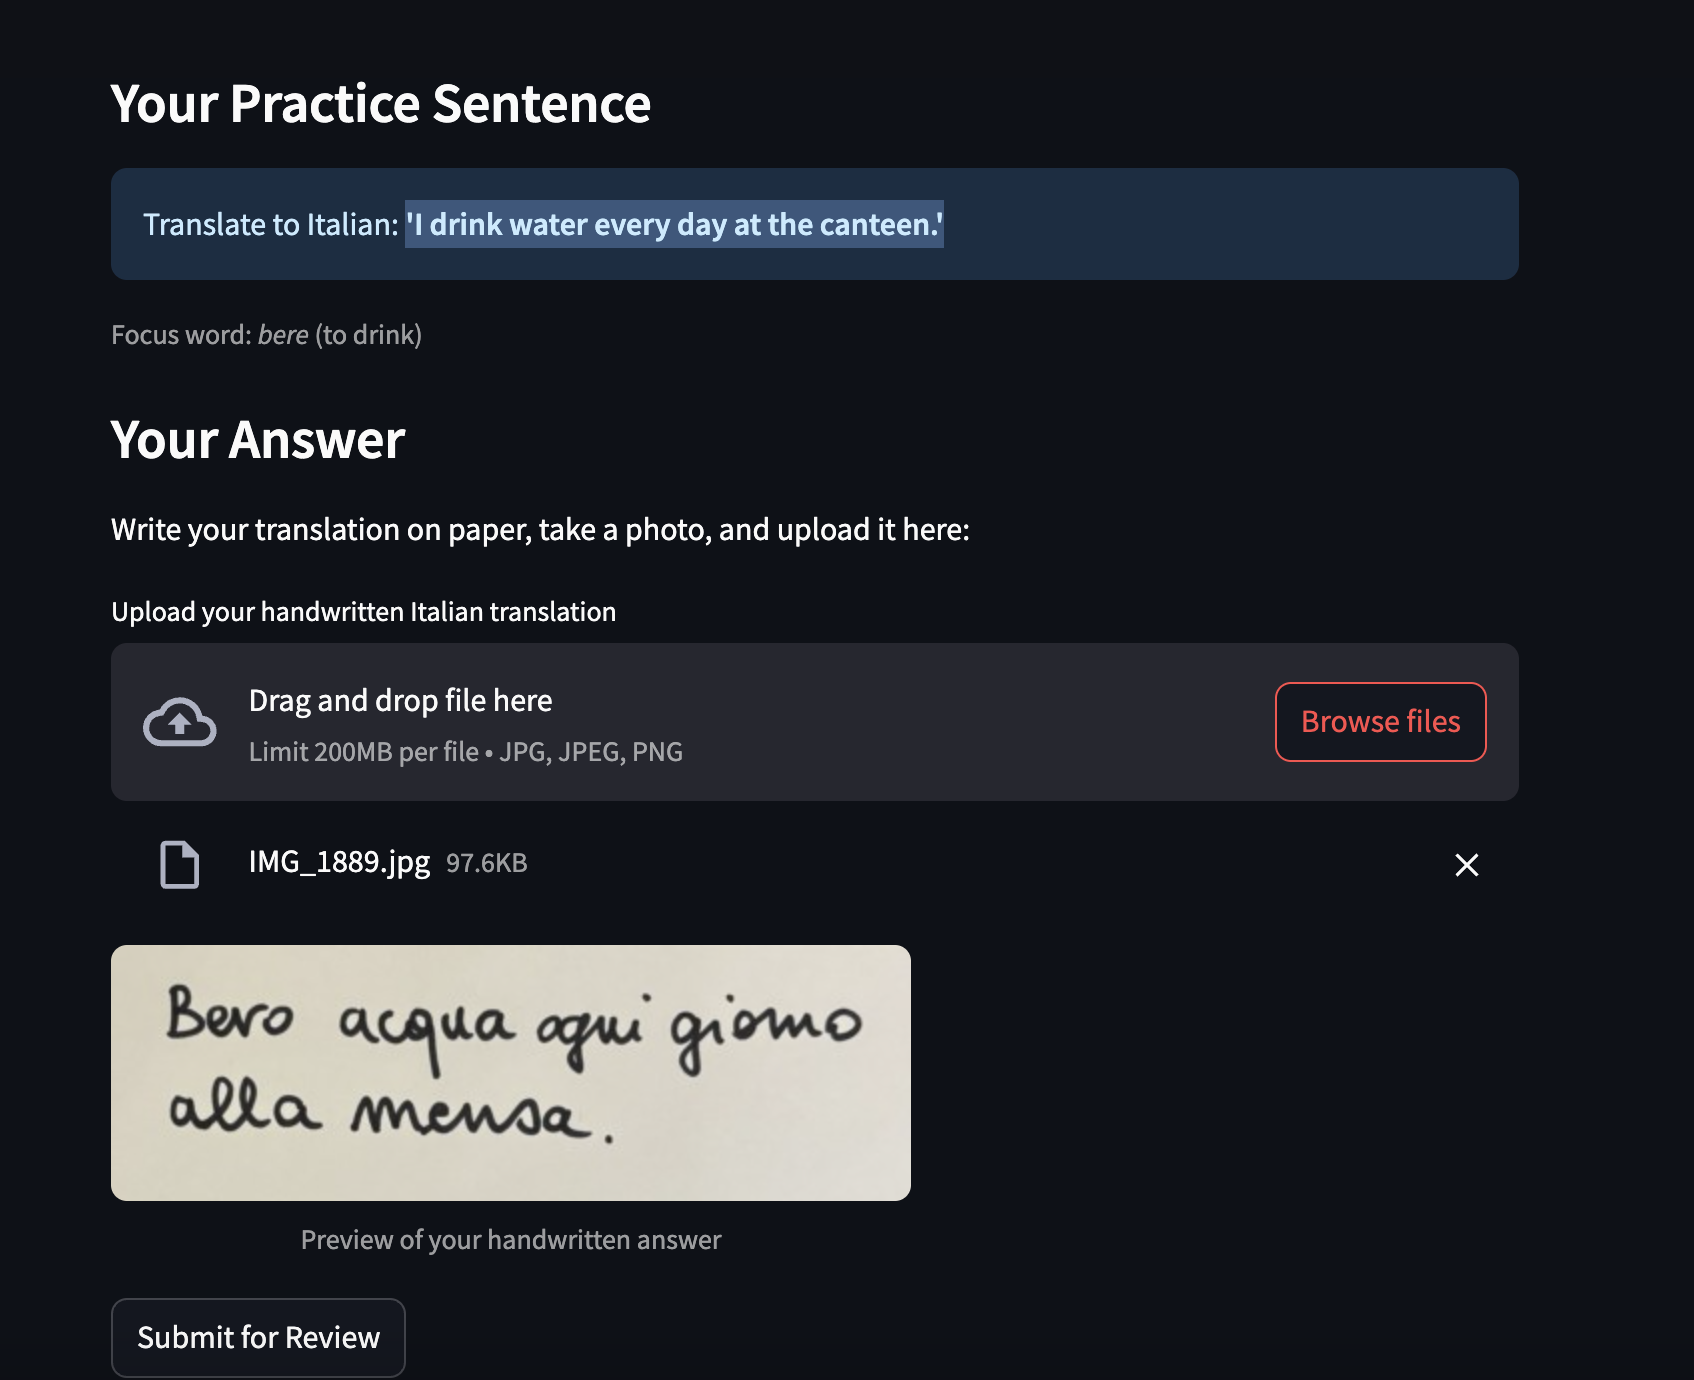 Your Practice Sentence
Translate to Italian: 'I drink water every day at the canteen.'
Focus word: bere (to drink)
Your Answer
Write your translation on paper, take a photo, and upload it here:
Upload your handwritten Italian translation
Drag and drop file here
Limit 200MB per file • JPG, JPEG, PNG
Browse files
IMG_1889.jpg 97.6KB
Bevo acqua ogni giorno
alla mensa.
Preview of your handwritten answer
Submit for Review